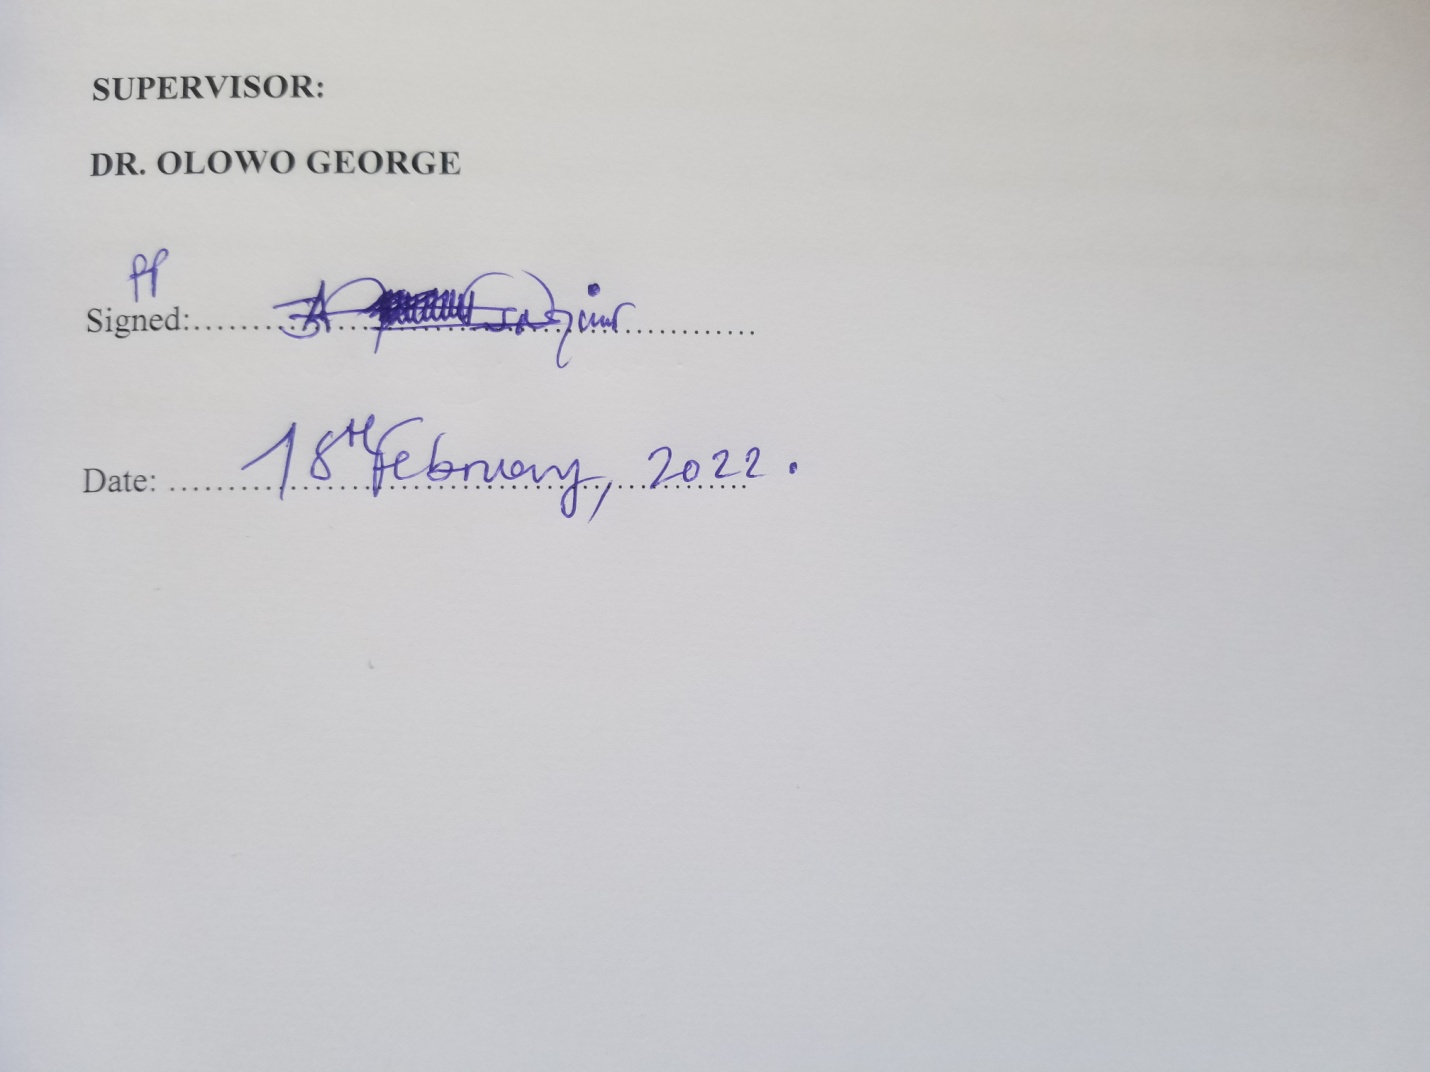 SUPERVISOR:
DR. OLOWO GEORGE
pp
Signed:....................................................................
Date: ....18TH February, 2022.